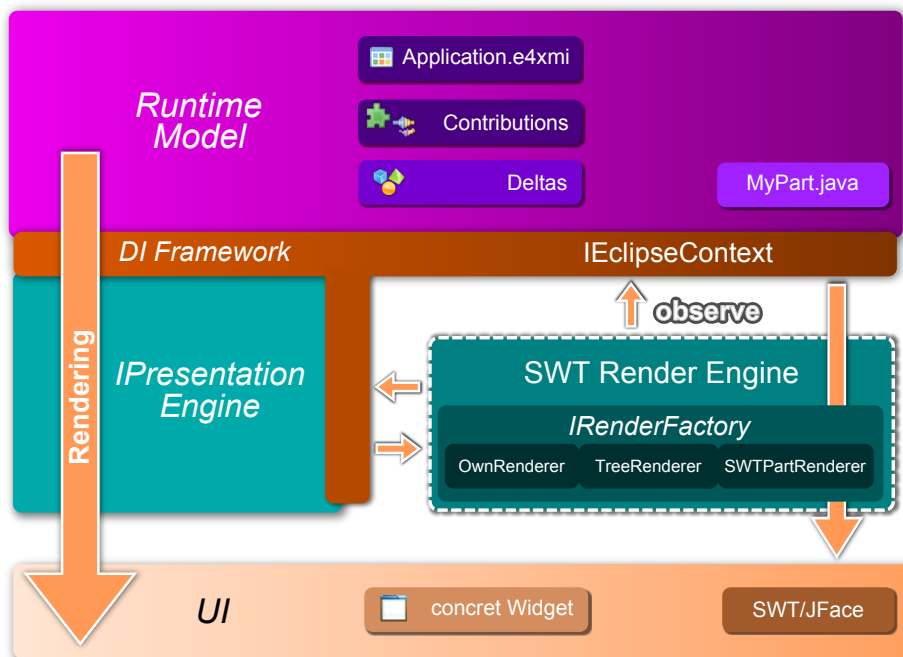 Application.e4xmi
Runtime
Model
Contributions
Deltas
MyPart.java
DI Framework
IEclipseContext
observe
Rendering
IPresentation
Engine
SWT Render Engine
IRenderFactory
OwnRenderer
TreeRenderer
SWTPartRenderer
UI
concret Widget
SWT/JFace